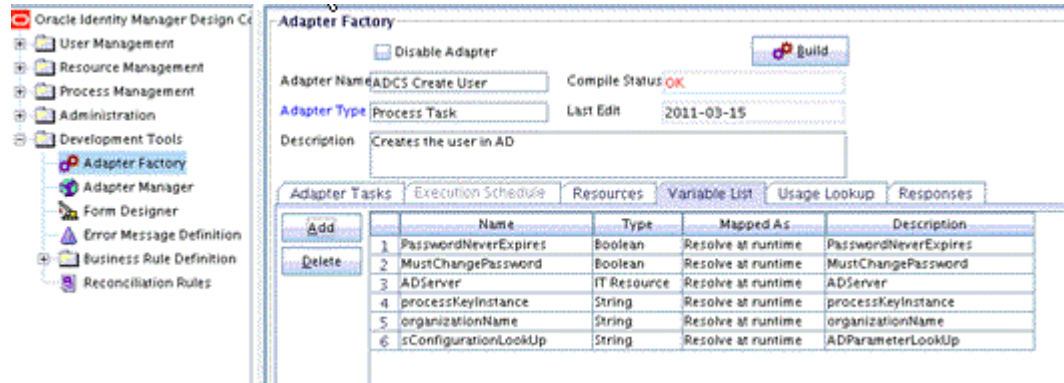 Oracle Identity Manager Design Co
User Management
Resource Management
Process Management
Administration
Development Tools
Adapter Factory
Adapter Manager
Form Designer
Error Message Definition
Business Rule Definition
Reconciliation Rules
Adapter Factory
Disable Adapter
Build
Adapter Name ADCS Create User Compile Status OK
Adapter Type Process Task Last Edit 2011-03-15
Description Creates the user in AD
Adapter Tasks Execution Schedule Resources Variable List Usage Lookup Responses
Add
Delete
Name Type Mapped As Description
1 PasswordNeverExpires Boolean Resolve at runtime PasswordNeverExpires
2 MustChangePassword Boolean Resolve at runtime MustChangePassword
3 ADServer IT Resource Resolve at runtime ADServer
4 processKeyInstance String Resolve at runtime processKeyInstance
5 organizationName String Resolve at runtime organizationName
6 sConfigurationLookUp String Resolve at runtime ADParameterLookUp